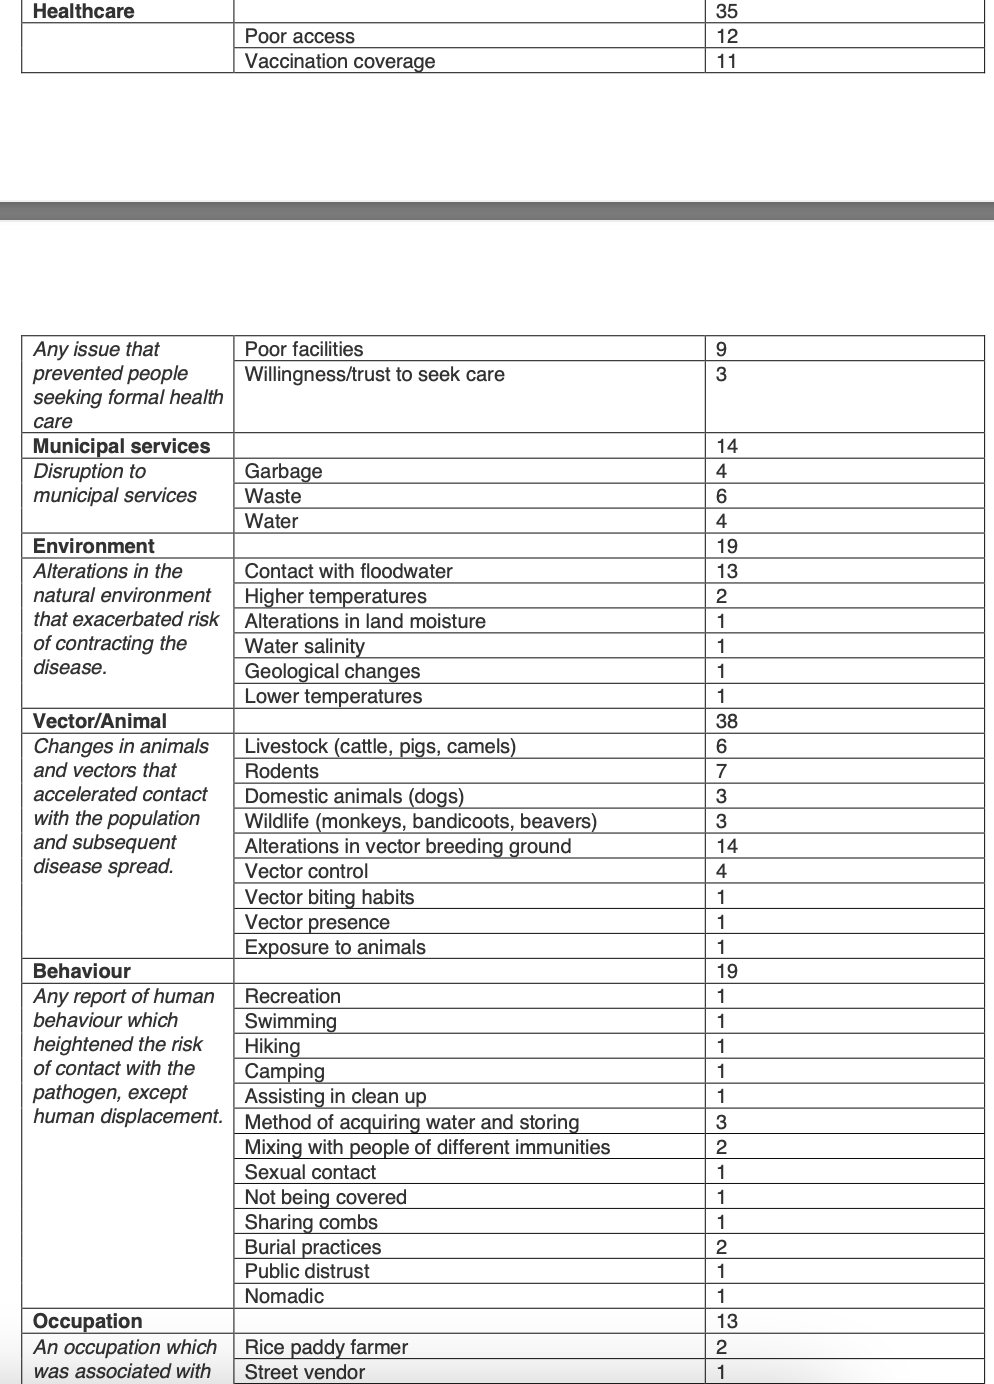 Healthcare 35
Poor access 12
Vaccination coverage 11
Any issue that Poor facilities 9
prevented people Willingness/trust to seek care 3
seeking formal health
care
Municipal services 14
Disruption to Garbage 4
municipal services Waste 6
Water 4
Environment 19
Alterations in the Contact with floodwater 13
natural environment Higher temperatures 2
that exacerbated risk Alterations in land moisture 1
of contracting the Water salinity 1
disease. Geological changes 1
Lower temperatures 1
Vector/Animal 38
Changes in animals Livestock (cattle, pigs, camels) 6
and vectors that Rodents 7
accelerated contact Domestic animals (dogs) 3
with the population Wildlife (monkeys, bandicoots, beavers) 3
and subsequent Alterations in vector breeding ground 14
disease spread. Vector control 4
Vector biting habits 1
Vector presence 1
Exposure to animals 1
Behaviour 19
Any report of human Recreation 1
behaviour which Swimming 1
heightened the risk Hiking 1
of contact with the Camping 1
pathogen, except Assisting in clean up 1
human displacement. Method of acquiring water and storing 3
Mixing with people of different immunities 2
Sexual contact 1
Not being covered 1
Sharing combs 1
Burial practices 2
Public distrust 1
Nomadic 1
Occupation 13
An occupation which Rice paddy farmer 2
was associated with Street vendor 1